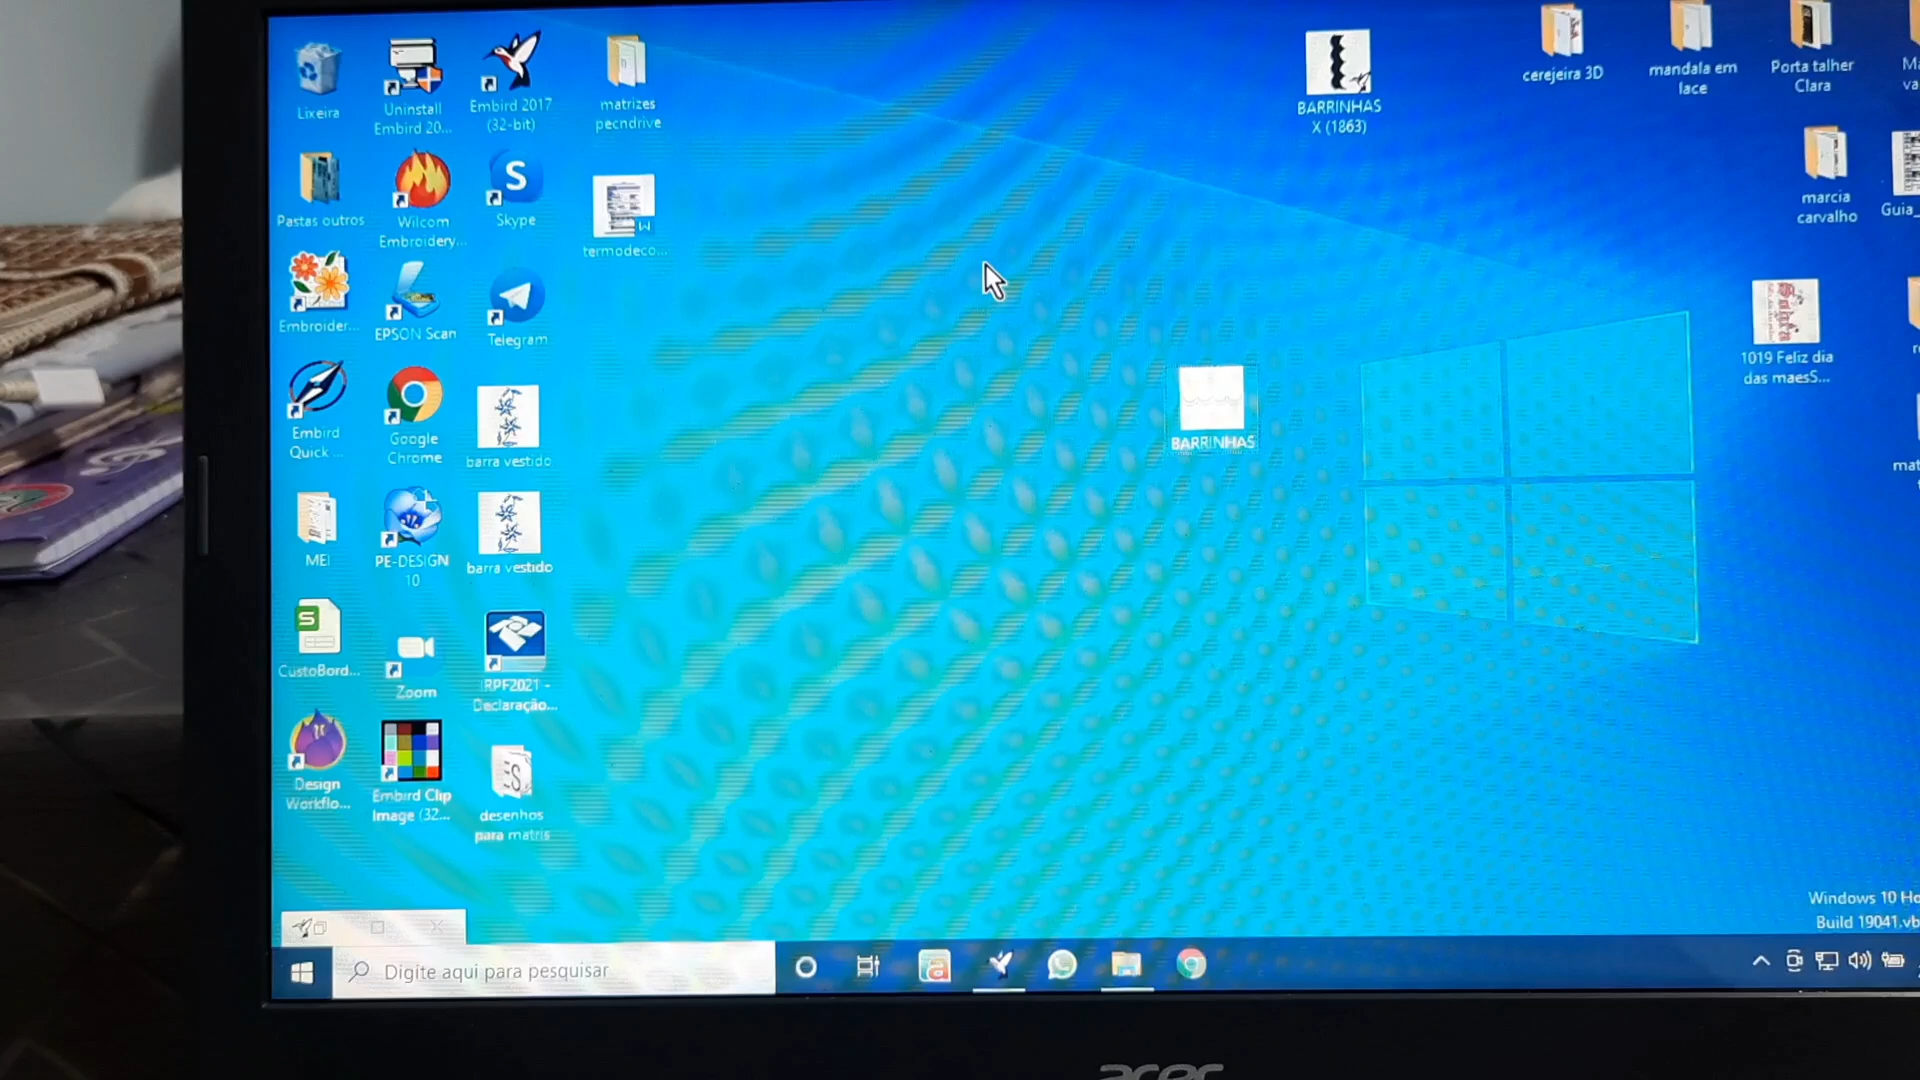 Lixeira
Uninstall
Embird 20...
Embird 2017
(32-bit)
matrizes
pecndrive
BARRINHAS
X (1863)
cerejeira 3D
mandala em
lace
Porta talher
Clara
Pastas outros
Wilcom
Embroidery...
Skype
termodeco...
marcia
carvalho
Guia_
Embroider...
EPSON Scan
Telegram
1019 Feliz dia
das maesS...
Embird
Quick ...
Google
Chrome
barra vestido
BARRINHAS
MEI
PE-DESIGN
10
barra vestido
CustoBord...
Zoom
IRPF2021 -
Declaração...
Design
Workflo...
Embird Clip
Image (32...
desenhos
para matris
Windows 10 Ho
Build 19041.vb
Digite aqui para pesquisar
acer